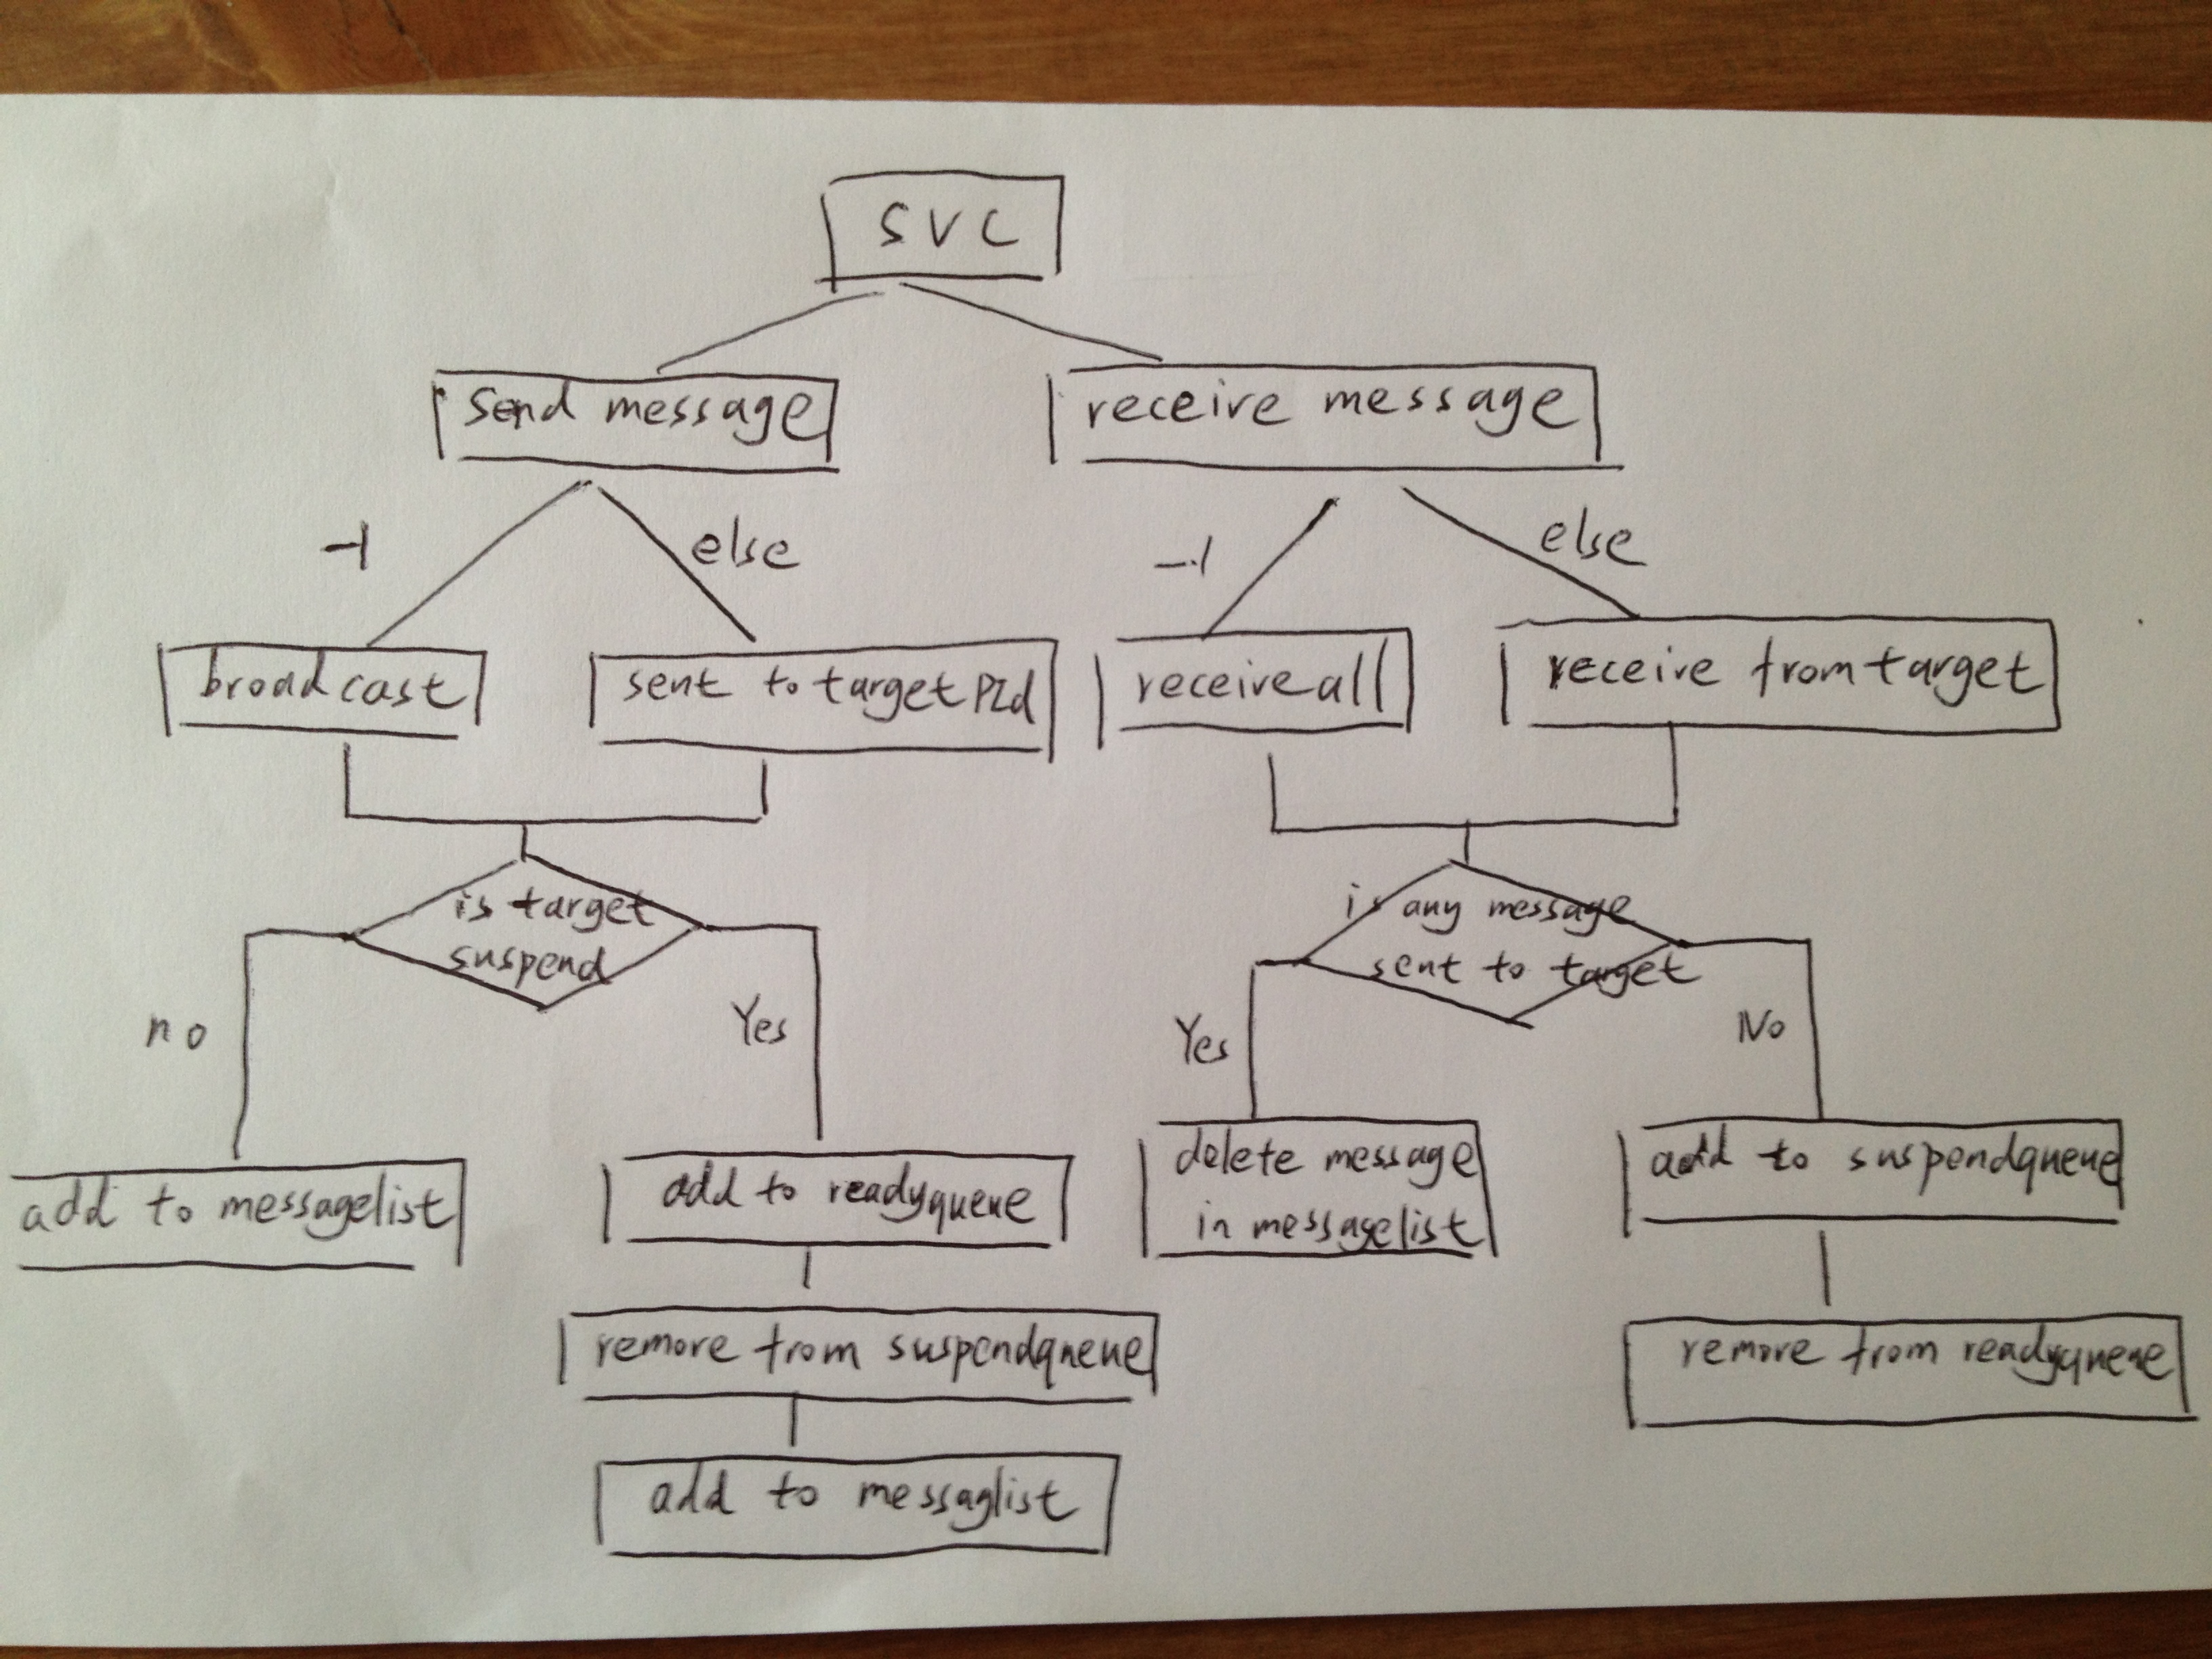 SVC
send message
receive message
-1
else
-1
else
broadcast
sent to target PId
receive all
receive from target
is target
suspend
is any message
sent to target
no
Yes
Yes
No
add to messagelist
add to readyqueue
delete message
in messagelist
add to suspendqueue
remove from suspendqueue
remove from readyqueue
add to messaglist